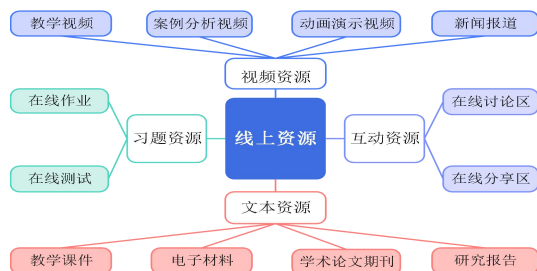 教学视频
案例分析视频
动画演示视频
新闻报道
视频资源
在线作业
在线讨论区
习题资源
线上资源
互动资源
在线测试
在线分享区
文本资源
教学课件
电子材料
学术论文期刊
研究报告